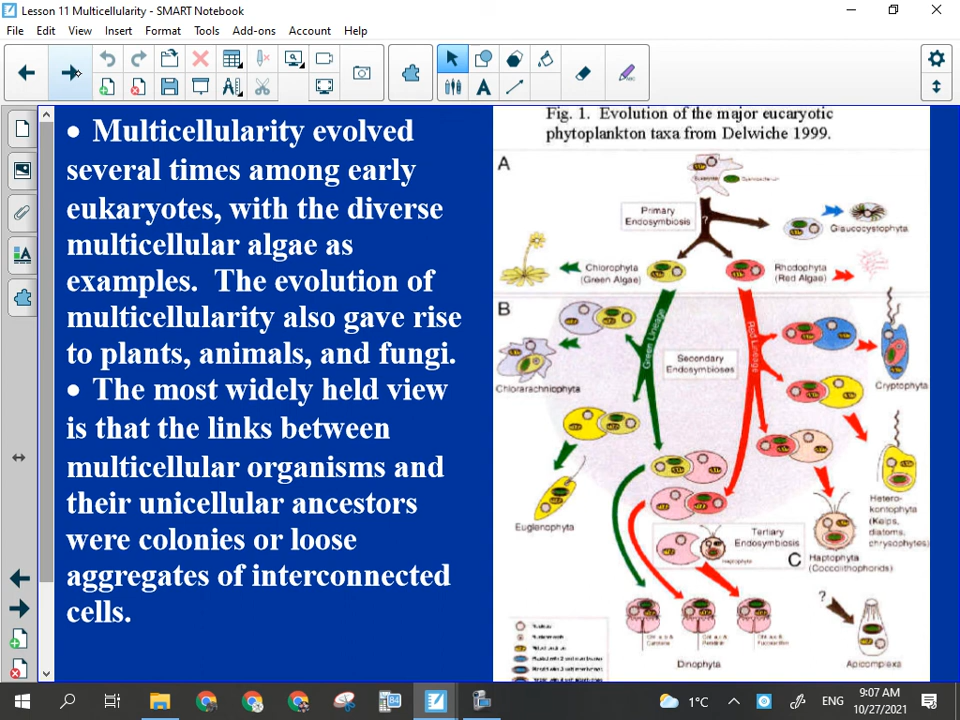 Lesson 11 Multicellularity - SMART Notebook
File Edit View Insert Format Tools Add-ons Account Help
• Multicellularity evolved
several times among early
eukaryotes, with the diverse
multicellular algae as
examples. The evolution of
multicellularity also gave rise
to plants, animals, and fungi.
• The most widely held view
is that the links between
multicellular organisms and
their unicellular ancestors
were colonies or loose
aggregates of interconnected
cells.
Fig. 1. Evolution of the major eucaryotic
phytoplankton taxa from Delwiche 1999.
A
Primary
Endosymbiosis
?
Glaucocystophyta
Chlorophyta
(Green Algae)
Rhodophyta
(Red Algae)
B
Green Lineage
Red Lineage
Secondary
Endosymbioses
Chlorarachniophyta
Cryptophyta
Euglenophyta
Hetero-
kontophyta
(Kelps,
diatoms,
chrysophytes)
Tertiary
Endosymbiosis
C
Haptophyta
(Coccolithophorids)
?
Dinophyta
Apicomplexa
1°C
ENG
9:07 AM
10/27/2021